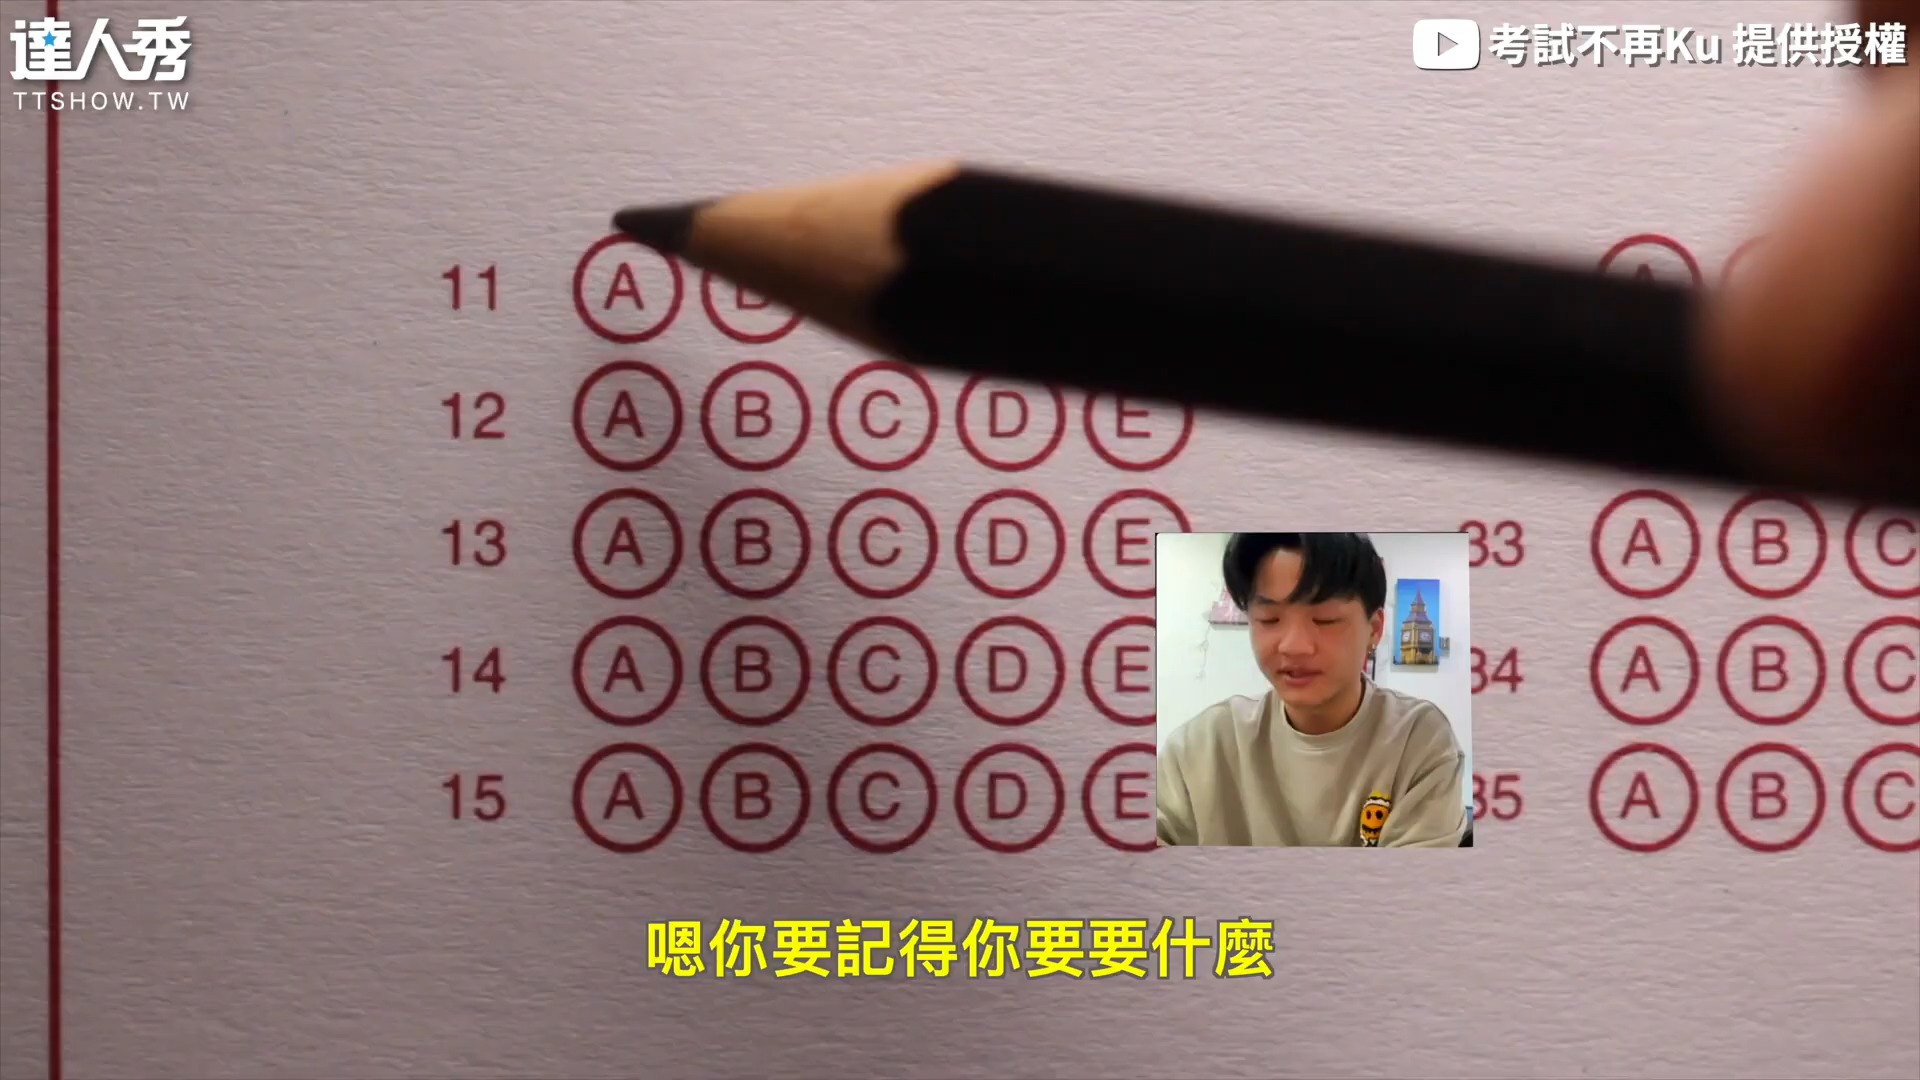 達人秀
TTSHOW.TW
考試不再Ku 提供授權
11 A B A
12 A B C D E
13 A B C D E 33 A B C
14 A B C D E 34 A B C
15 A B C D E 35 A B C
嗯你要記得你要要什麼